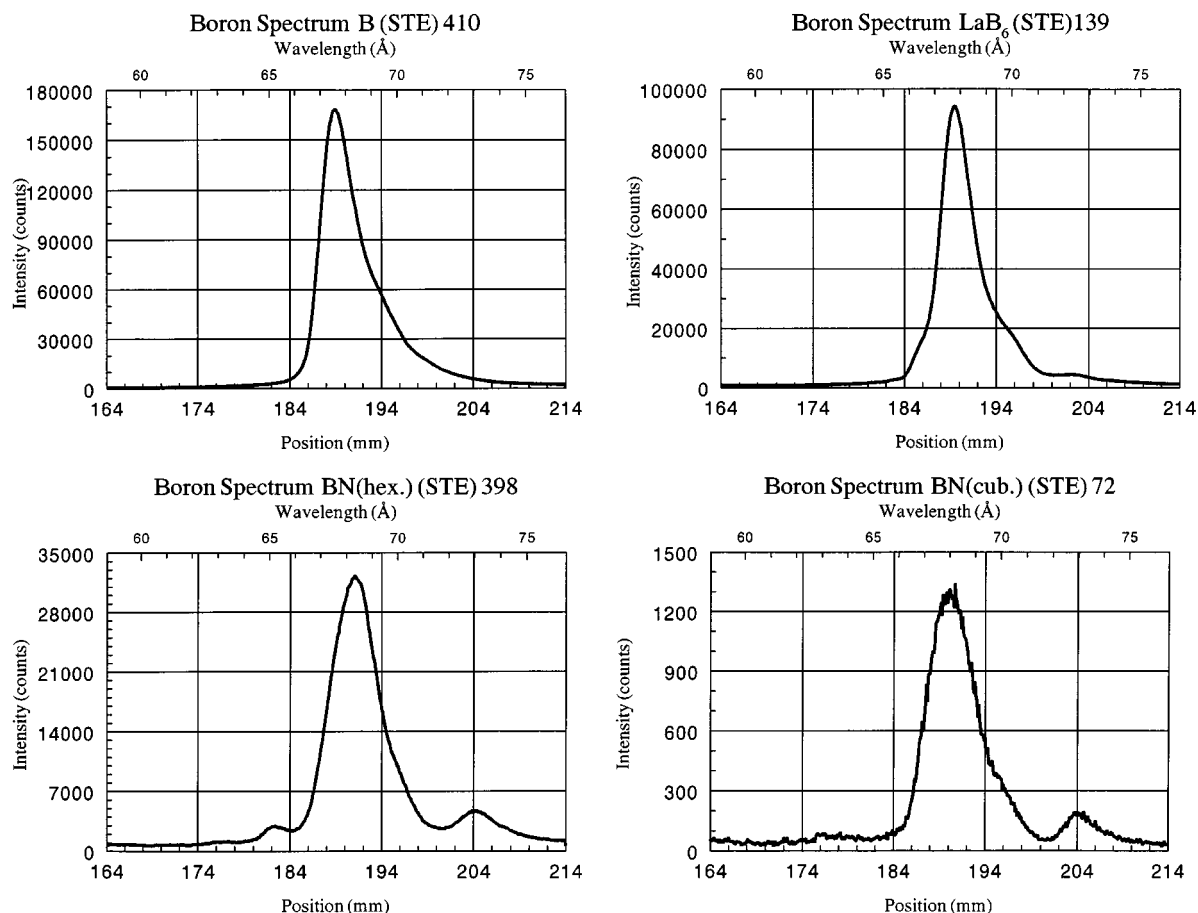 Boron Spectrum B (STE) 410
Wavelength (Å)
60 65 70 75
180000
150000
120000
90000
60000
30000
0
Intensity (counts)
164 174 184 194 204 214
Position (mm)
Boron Spectrum LaB6 (STE)139
Wavelength (Å)
60 65 70 75
100000
80000
60000
40000
20000
0
Intensity (counts)
164 174 184 194 204 214
Position (mm)
Boron Spectrum BN(hex.) (STE) 398
Wavelength (Å)
60 65 70 75
35000
28000
21000
14000
7000
0
Intensity (counts)
164 174 184 194 204 214
Position (mm)
Boron Spectrum BN(cub.) (STE) 72
Wavelength (Å)
60 65 70 75
1500
1200
900
600
300
0
Intensity (counts)
164 174 184 194 204 214
Position (mm)